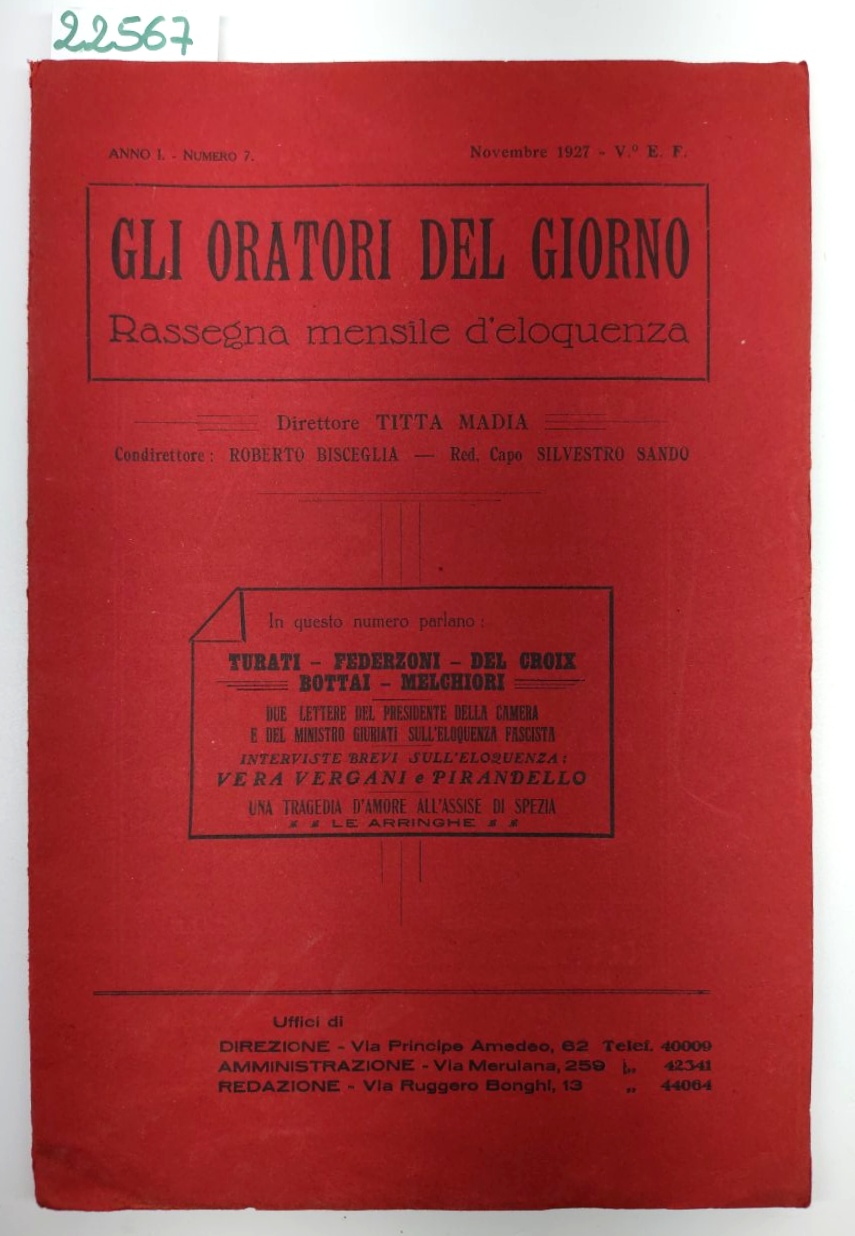 22567
ANNO I. - NUMERO 7. Novembre 1927 - V.º E. F.
GLI ORATORI DEL GIORNO
Rassegna mensile d'eloquenza
Direttore TITTA MADIA
Condirettore: ROBERTO BISCEGLIA — Red. Capo SILVESTRO SANDO
In questo numero parlano:
TURATI - FEDERZONI - DEL CROIX
BOTTAI - MELCHIORI
DUE LETTERE DEL PRESIDENTE DELLA CAMERA
E DEL MINISTRO GIURIATI SULL'ELOQUENZA FASCISTA
INTERVISTE BREVI SULL'ELOQUENZA:
VERA VERGANI e PIRANDELLO
UNA TRAGEDIA D'AMORE ALL'ASSISE DI SPEZIA
LE ARRINGHE
Uffici di
DIREZIONE - Via Principe Amedeo, 62 Telef. 40009
AMMINISTRAZIONE - Via Merulana, 259 „ 42341
REDAZIONE - Via Ruggero Bonghi, 13 „ 44064